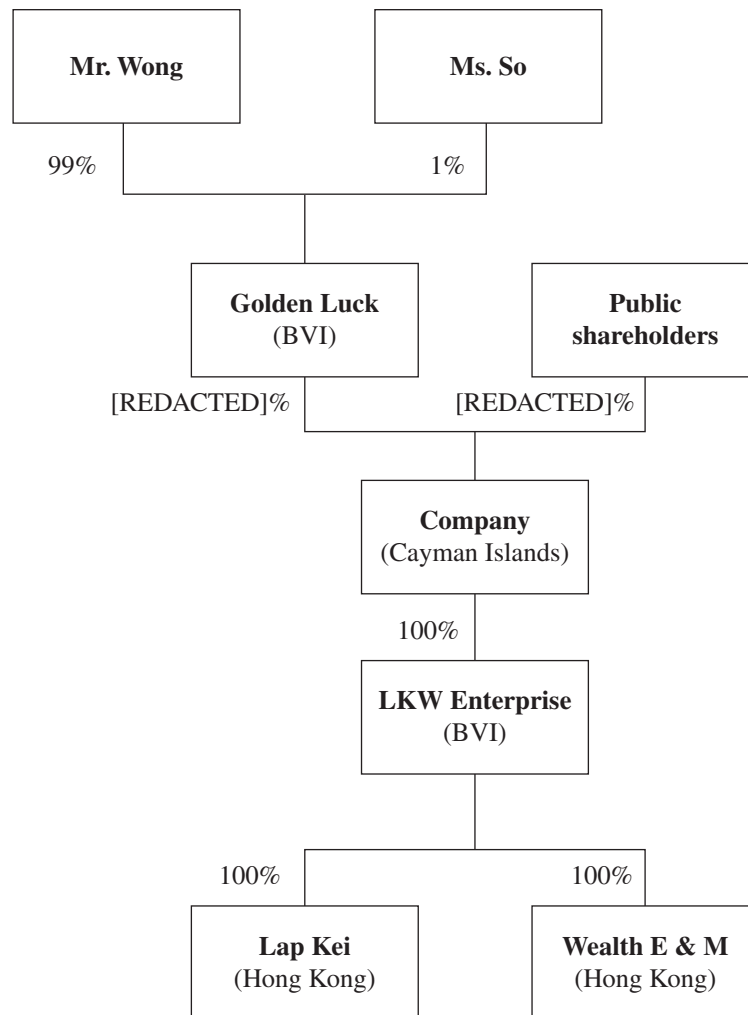 Mr. Wong
Ms. So
99%
1%
Golden Luck
(BVI)
Public
shareholders
[REDACTED]%
[REDACTED]%
Company
(Cayman Islands)
100%
LKW Enterprise
(BVI)
100%
100%
Lap Kei
(Hong Kong)
Wealth E & M
(Hong Kong)